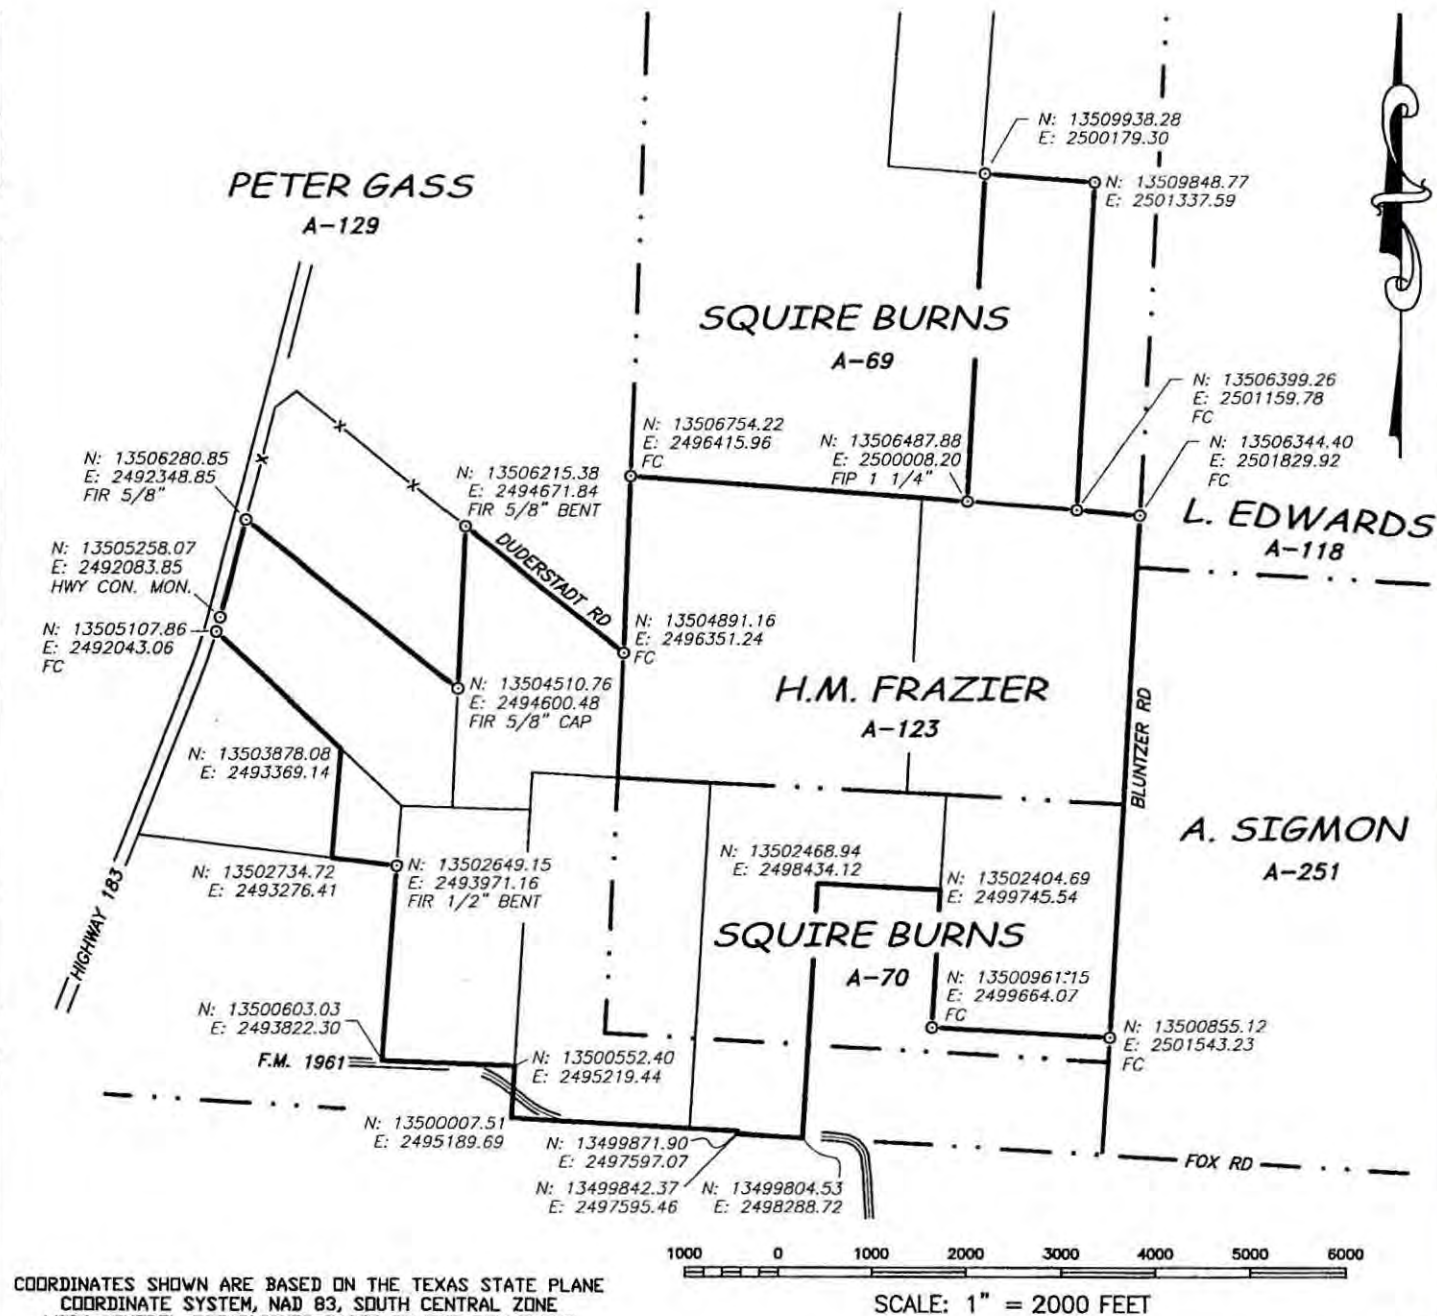 N: 13509938.28
E: 2500179.30
N: 13509848.77
E: 2501337.59
PETER GASS
A-129
SQUIRE BURNS
A-69
N: 13506399.26
E: 2501159.78
FC
N: 13506754.22
E: 2496415.96
FC
N: 13506487.88
E: 2500008.20
FIP 1 1/4"
N: 13506344.40
E: 2501829.92
FC
N: 13506280.85
E: 2492348.85
FIR 5/8"
N: 13506215.38
E: 2494671.84
FIR 5/8" BENT
L. EDWARDS
A-118
DUDERSTADT RD
N: 13505258.07
E: 2492083.85
HWY CON. MON.
N: 13505107.86
E: 2492043.06
FC
N: 13504891.16
E: 2496351.24
FC
N: 13504510.76
E: 2494600.48
FIR 5/8" CAP
H.M. FRAZIER
A-123
BLUNTZER RD
N: 13503878.08
E: 2493369.14
A. SIGMON
A-251
N: 13502734.72
E: 2493276.41
N: 13502649.15
E: 2493971.16
FIR 1/2" BENT
N: 13502468.94
E: 2498434.12
N: 13502404.69
E: 2499745.54
HIGHWAY 183
SQUIRE BURNS
A-70
N: 13500961.15
E: 2499664.07
FC
N: 13500603.03
E: 2493822.30
N: 13500855.12
E: 2501543.23
FC
F.M. 1961
N: 13500552.40
E: 2495219.44
N: 13500007.51
E: 2495189.69
N: 13499871.90
E: 2497597.07
FOX RD
N: 13499842.37
E: 2497595.46
N: 13499804.53
E: 2498288.72
1000 0 1000 2000 3000 4000 5000 6000
COORDINATES SHOWN ARE BASED ON THE TEXAS STATE PLANE
COORDINATE SYSTEM, NAD 83, SOUTH CENTRAL ZONE
SCALE: 1" = 2000 FEET